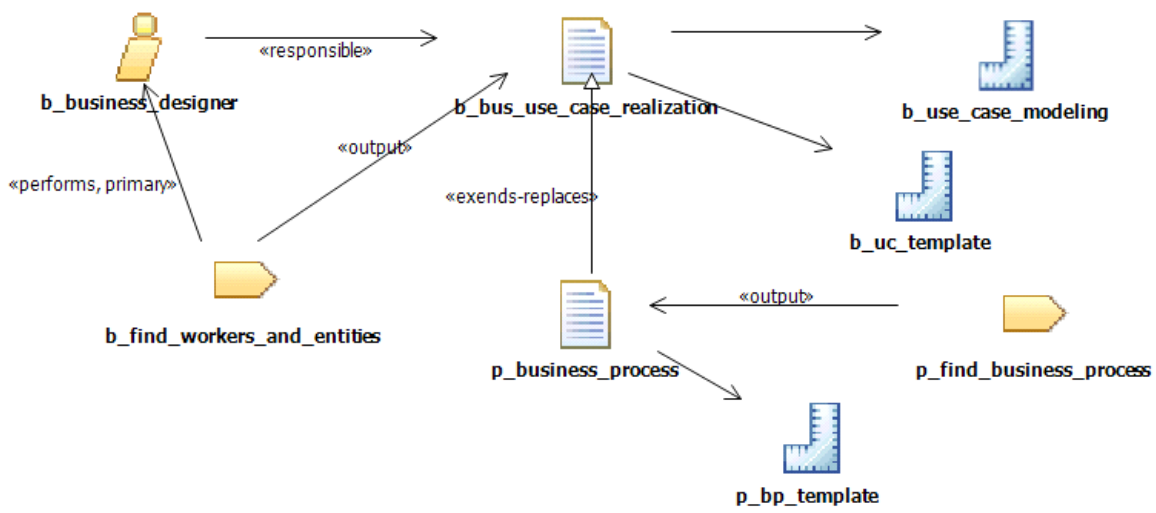 «responsible»
b_business_designer
b_bus_use_case_realization
b_use_case_modeling
«output»
«performs, primary»
«exends-replaces»
b_uc_template
«output»
b_find_workers_and_entities
p_business_process
p_find_business_process
p_bp_template